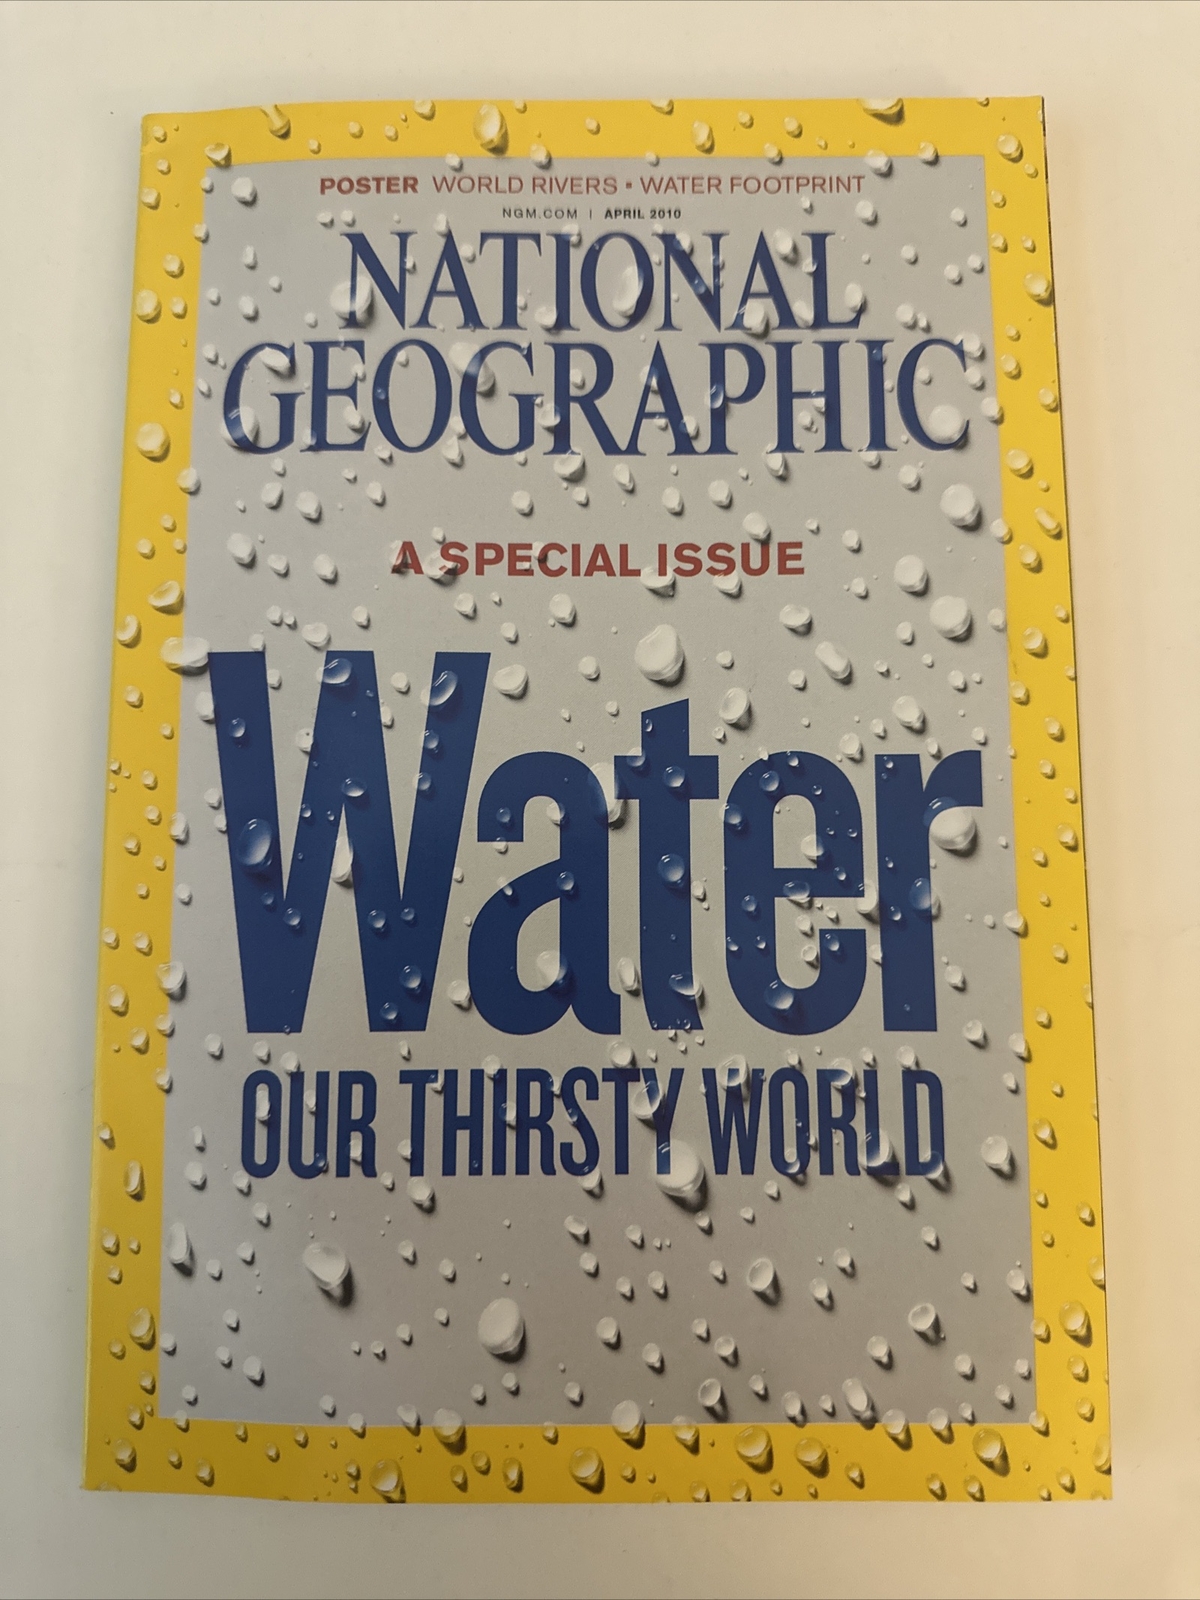 POSTER WORLD RIVERS ▪ WATER FOOTPRINT
NGM.COM | APRIL 2010
NATIONAL
GEOGRAPHIC
A SPECIAL ISSUE
Water
OUR THIRSTY WORLD